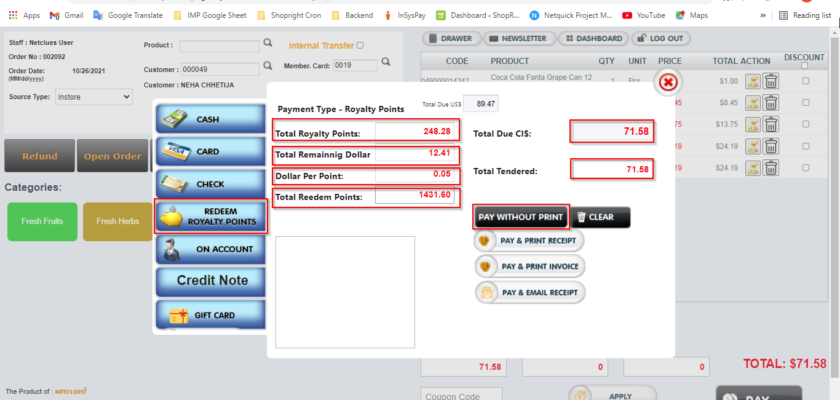 Apps Gmail Google Translate IMP Google Sheet Shopright Cron Backend InSysPay Dashboard ‹ ShopR... Netquick Project M... YouTube Maps » Reading list
Staff : Netclues User
Order No : 002092
Order Date: 10/26/2021
(MM/dd/yyyy)
Source Type: Instore
Product :
Customer : 000049
Customer : NEHA CHHETIJA
Internal Transfer
Member. Card: 0019
DRAWER NEWSLETTER DASHBOARD LOG OUT
CODE PRODUCT QTY UNIT PRICE TOTAL ACTION DISCOUNT
049000014242 Coca Cola Fanta Grape Can 12 1 Pcs $1.00
45 $8.45
75 $13.75
19 $24.19
19 $24.19
Refund Open Order
Categories:
Fresh Fruits Fresh Herbs
CASH
CARD
CHECK
REDEEM
ROYALTY POINTS
ON ACCOUNT
Credit Note
GIFT CARD
Payment Type - Royalty Points
Total Due US$ 89.47
Total Royalty Points: 248.28
Total Remainnig Dollar 12.41
Dollar Per Point: 0.05
Total Reedem Points: 1431.60
Total Due CI$: 71.58
Total Tendered: 71.58
PAY WITHOUT PRINT CLEAR
PAY & PRINT RECEIPT
PAY & PRINT INVOICE
PAY & EMAIL RECEIPT
71.58 0 0 TOTAL: $71.58
Coupon Code APPLY PAY
The Product of : NETCLUES!